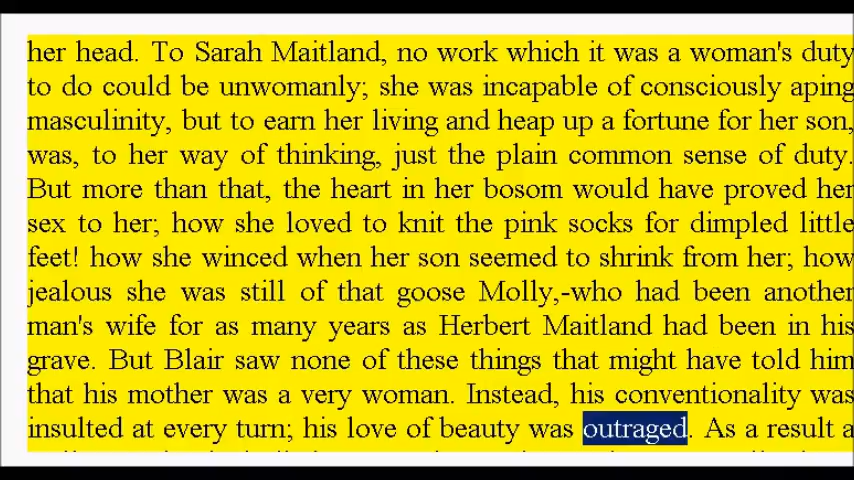 her head. To Sarah Maitland, no work which it was a woman's duty
to do could be unwomanly; she was incapable of consciously aping
masculinity, but to earn her living and heap up a fortune for her son,
was, to her way of thinking, just the plain common sense of duty.
But more than that, the heart in her bosom would have proved her
sex to her; how she loved to knit the pink socks for dimpled little
feet! how she winced when her son seemed to shrink from her; how
jealous she was still of that goose Molly,-who had been another
man's wife for as many years as Herbert Maitland had been in his
grave. But Blair saw none of these things that might have told him
that his mother was a very woman. Instead, his conventionality was
insulted at every turn; his love of beauty was outraged. As a result a